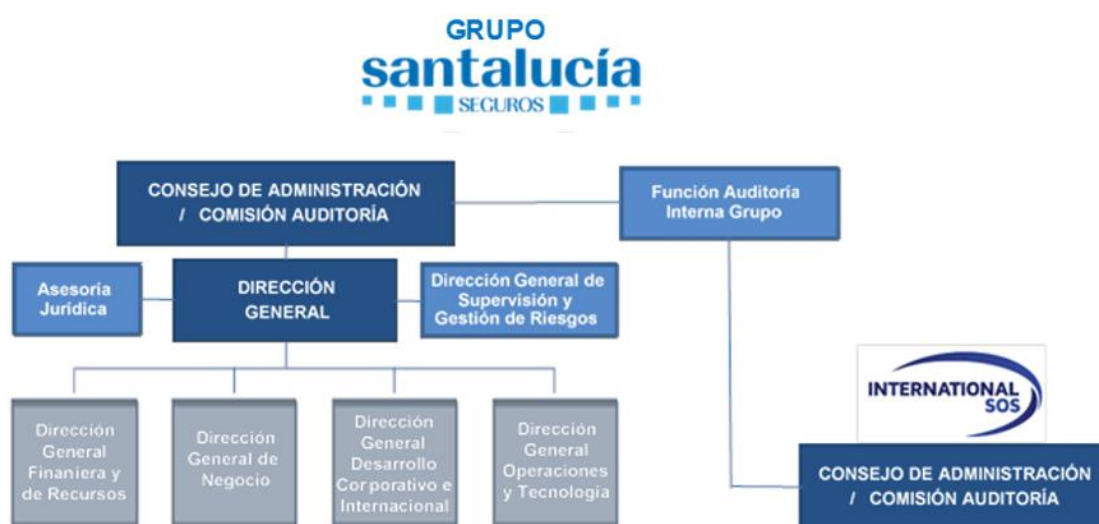 GRUPO
santalucía
SEGUROS
CONSEJO DE ADMINISTRACIÓN
/ COMISIÓN AUDITORÍA
Función Auditoría
Interna Grupo
Asesoría
Jurídica
DIRECCIÓN
GENERAL
Dirección General de
Supervisión y
Gestión de Riesgos
Dirección
General
Finaniera y
de Recursos
Dirección
General de
Negocio
Dirección
General
Desarrollo
Corporativo e
Internacional
Dirección
General
Operaciones
y Tecnología
INTERNATIONAL
SOS
CONSEJO DE ADMINISTRACIÓN
/ COMISIÓN AUDITORÍA